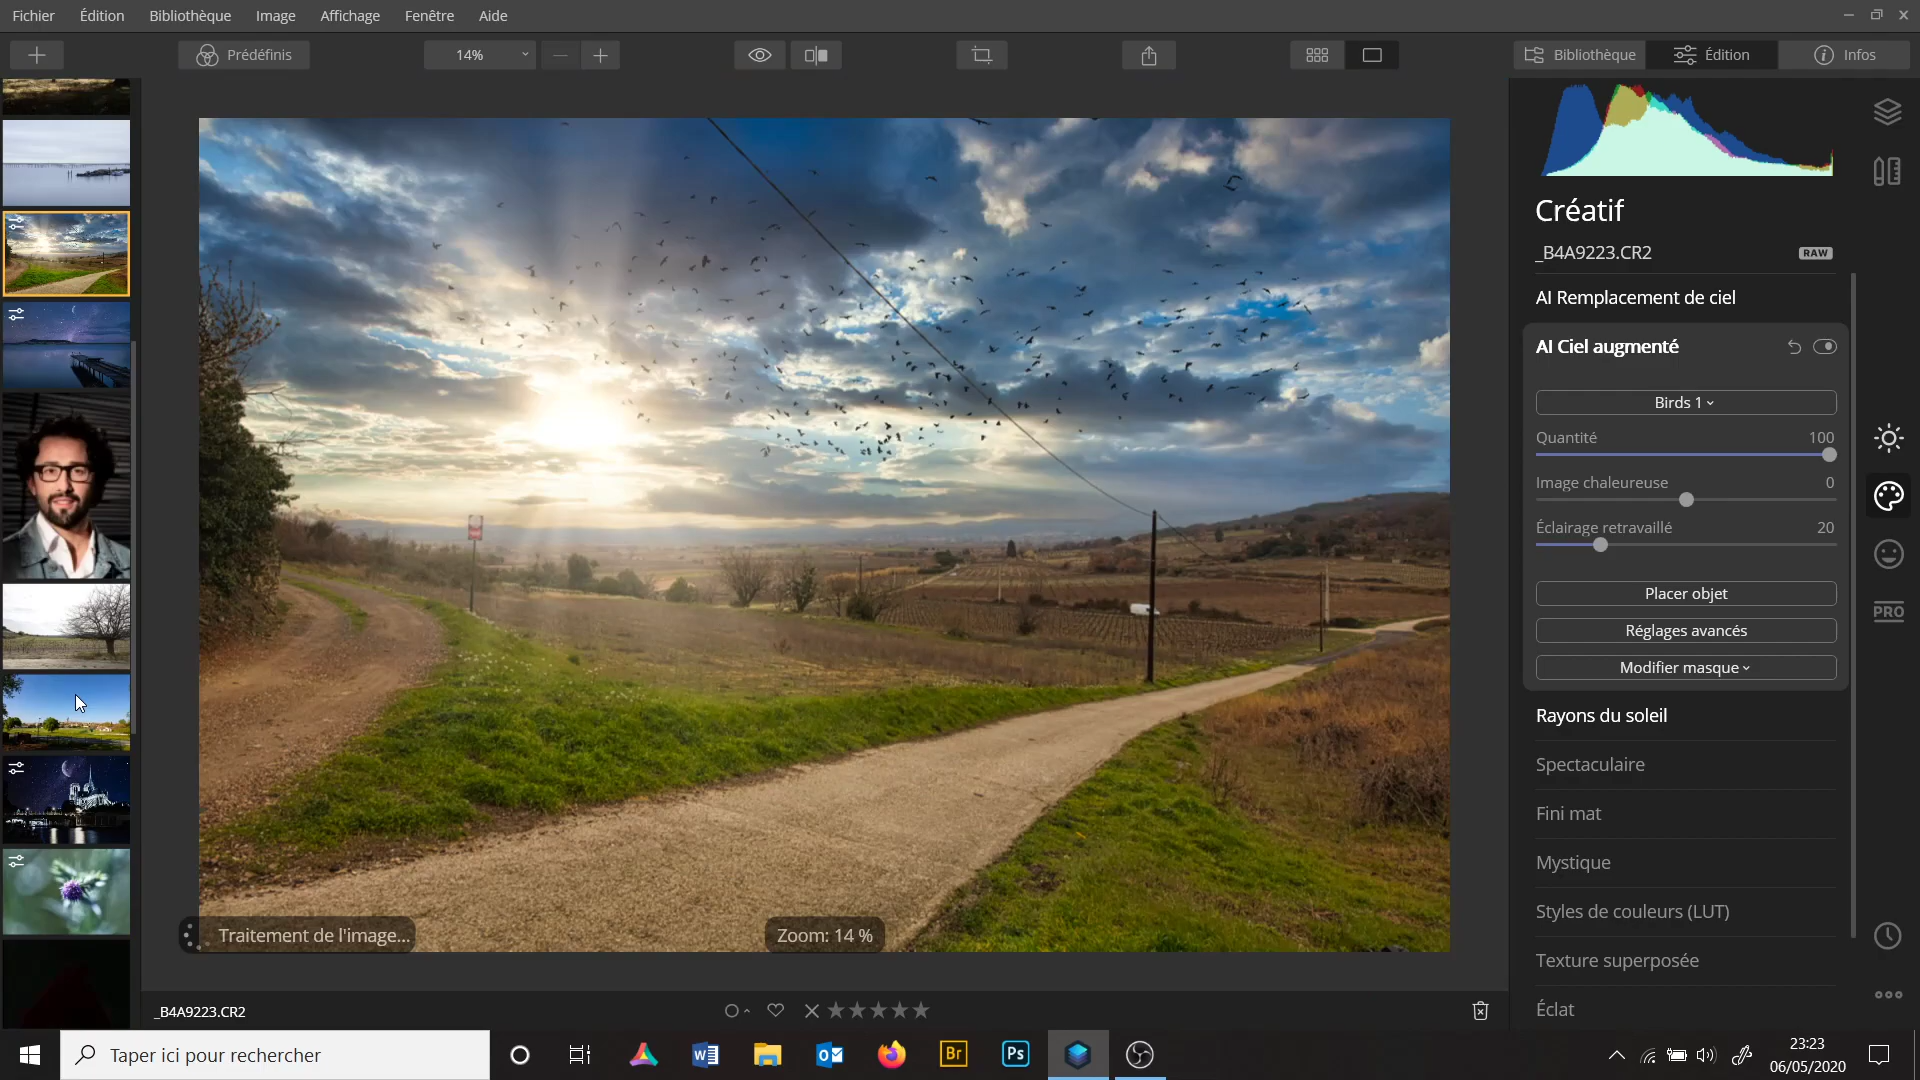 Fichier Édition Bibliothèque Image Affichage Fenêtre Aide
Prédéfinis 14% Bibliothèque Édition Infos
Créatif
_B4A9223.CR2 RAW
AI Remplacement de ciel
AI Ciel augmenté
Birds 1
Quantité 100
Image chaleureuse 0
Éclairage retravaillé 20
Placer objet
Réglages avancés
Modifier masque
PRO
Rayons du soleil
Spectaculaire
Fini mat
Mystique
Styles de couleurs (LUT)
Texture superposée
Éclat
Traitement de l'image... Zoom: 14 %
_B4A9223.CR2
Taper ici pour rechercher
Br Ps
23:23
06/05/2020